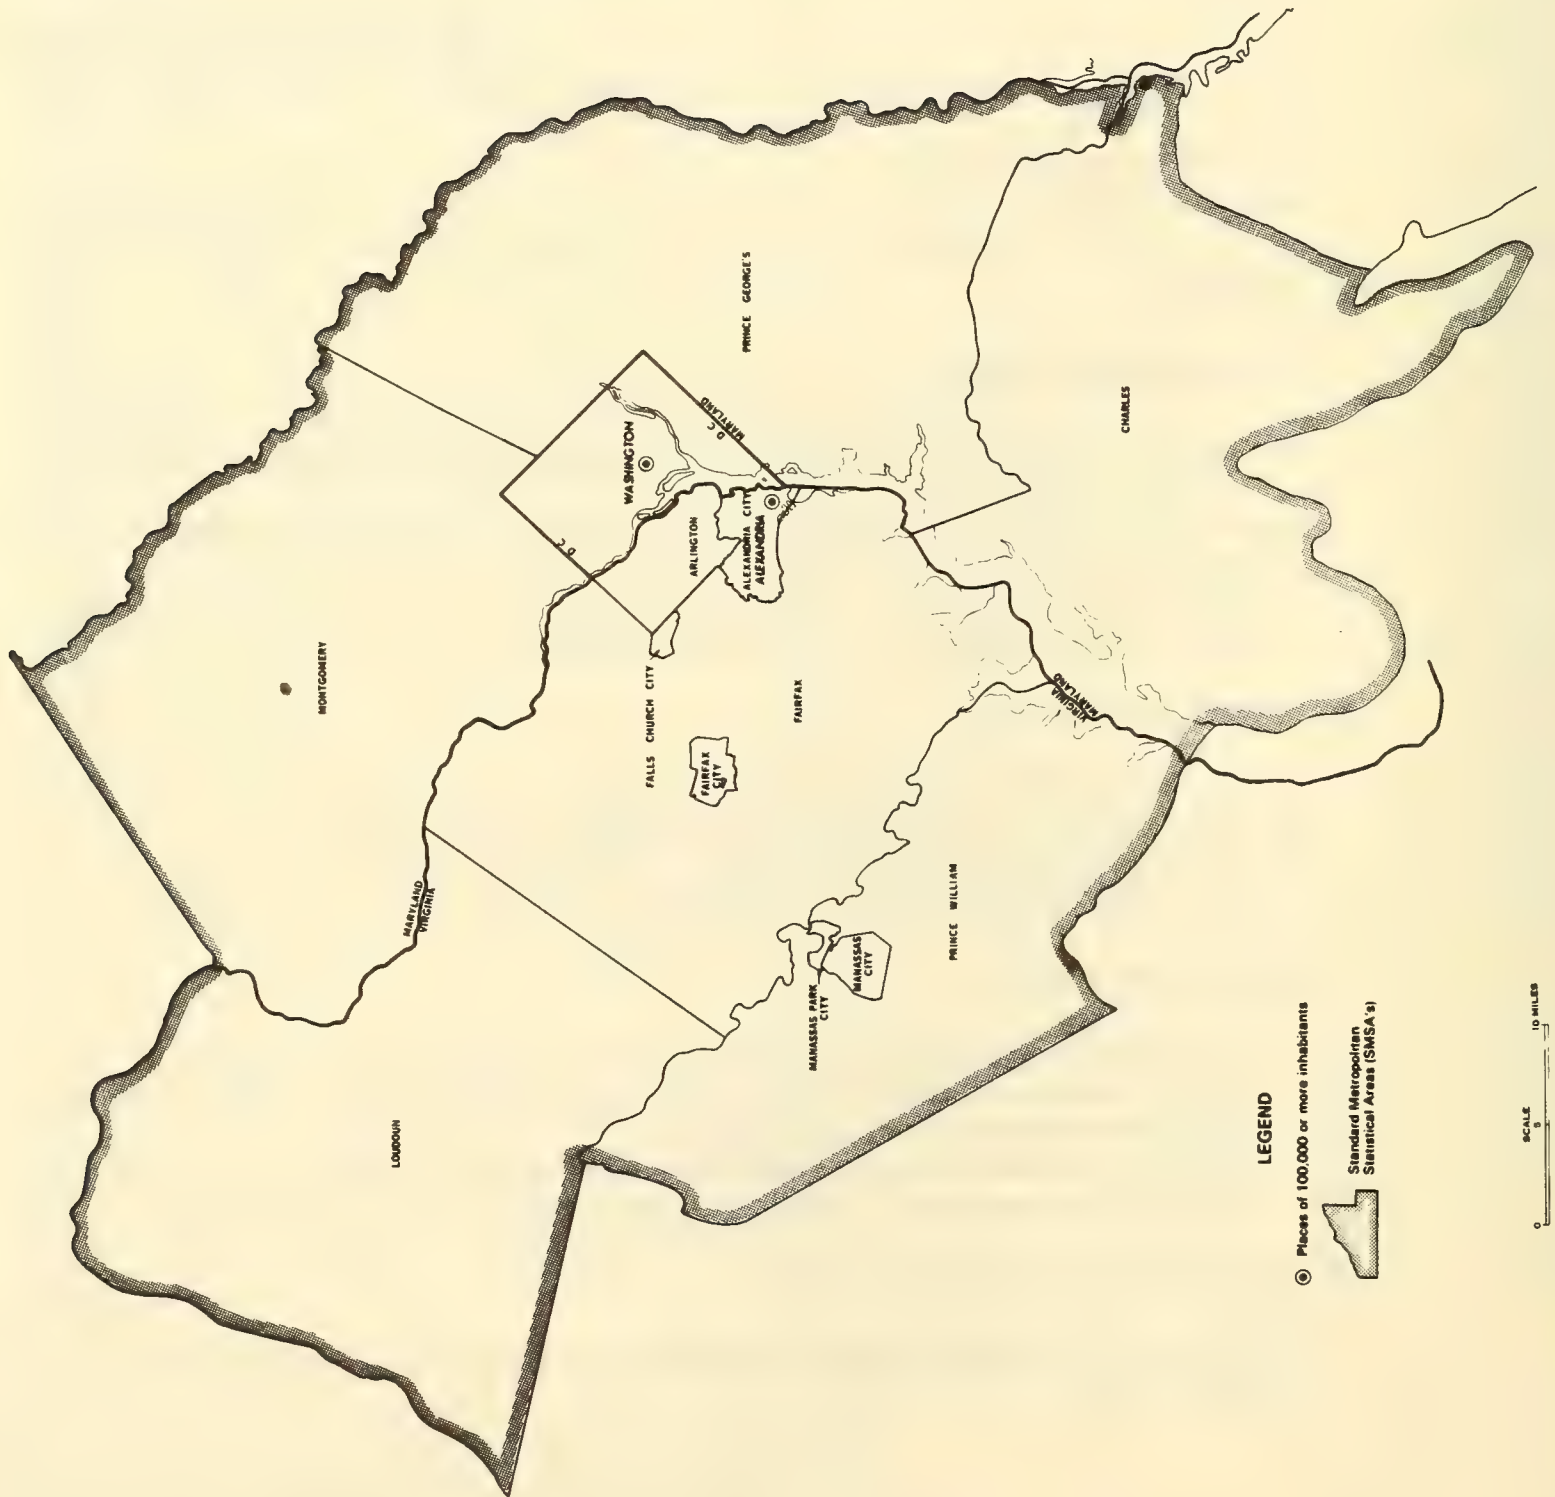 MONTGOMERY
LOUDOUN
MARYLAND
VIRGINIA
D C
WASHINGTON
D C
MARYLAND
PRINCE GEORGE'S
ARLINGTON
ALEXANDRIA CITY
ALEXANDRIA
FALLS CHURCH CITY
FAIRFAX
CITY
FAIRFAX
MANASSAS PARK
CITY
MANASSAS
CITY
PRINCE WILLIAM
VIRGINIA
MARYLAND
CHARLES
LEGEND
Places of 100,000 or more inhabitants
Standard Metropolitan
Statistical Areas (SMSA's)
SCALE
0 5 10 MILES